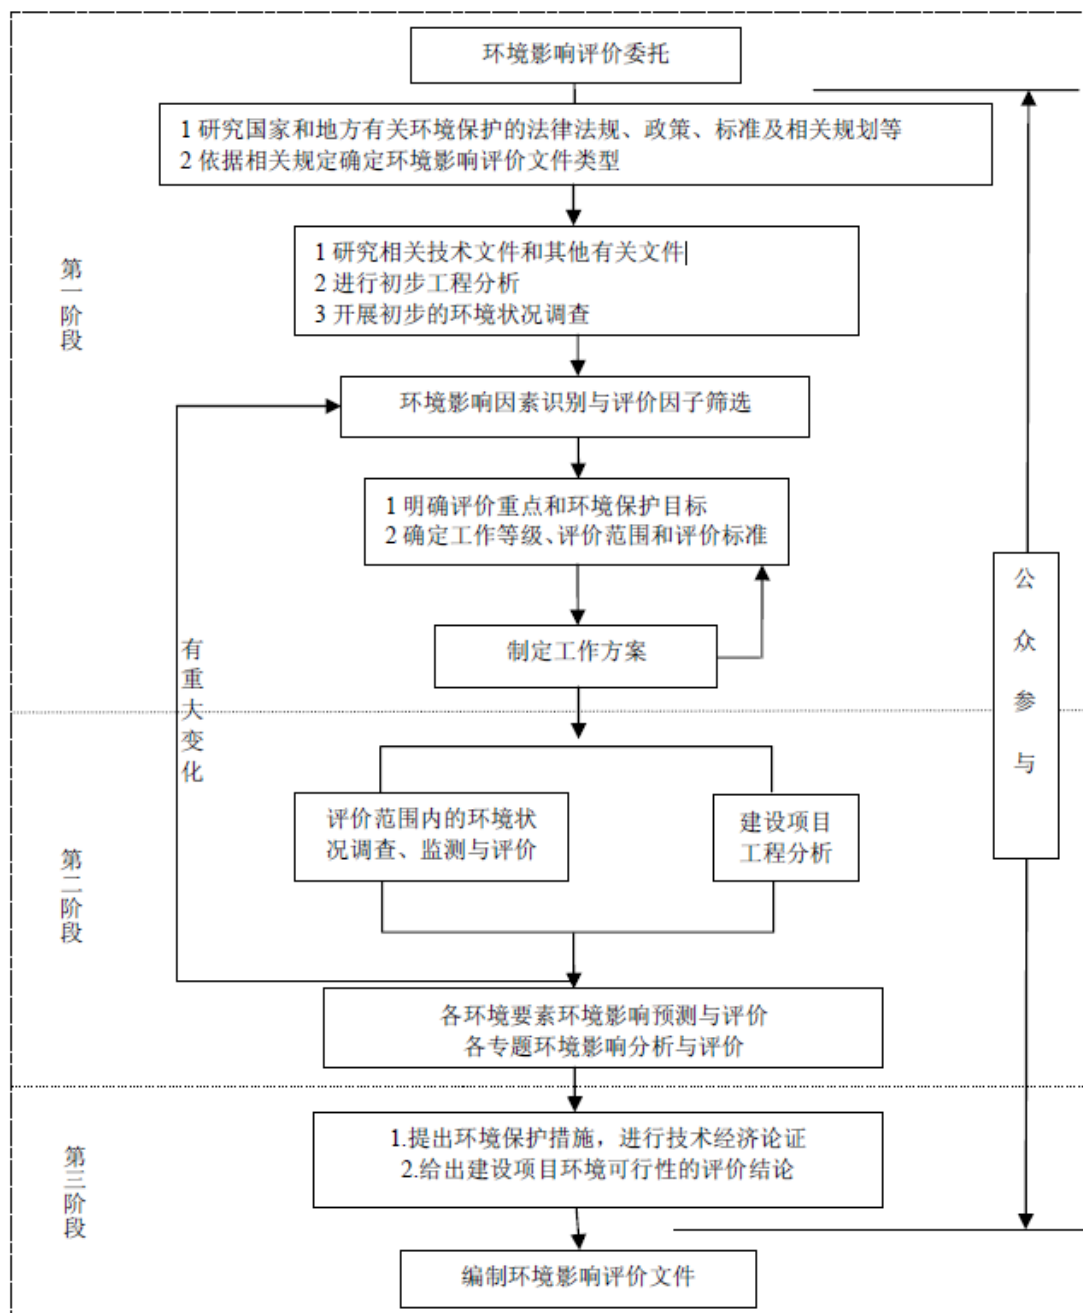 环境影响评价委托
1 研究国家和地方有关环境保护的法律法规、政策、标准及相关规划等
2 依据相关规定确定环境影响评价文件类型
1 研究相关技术文件和其他有关文件
2 进行初步工程分析
3 开展初步的环境状况调查
第一阶段
环境影响因素识别与评价因子筛选
1 明确评价重点和环境保护目标
2 确定工作等级、评价范围和评价标准
公众参与
制定工作方案
有重大变化
评价范围内的环境状
况调查、监测与评价
建设项目
工程分析
第二阶段
各环境要素环境影响预测与评价
各专题环境影响分析与评价
1.提出环境保护措施，进行技术经济论证
2.给出建设项目环境可行性的评价结论
第三阶段
编制环境影响评价文件